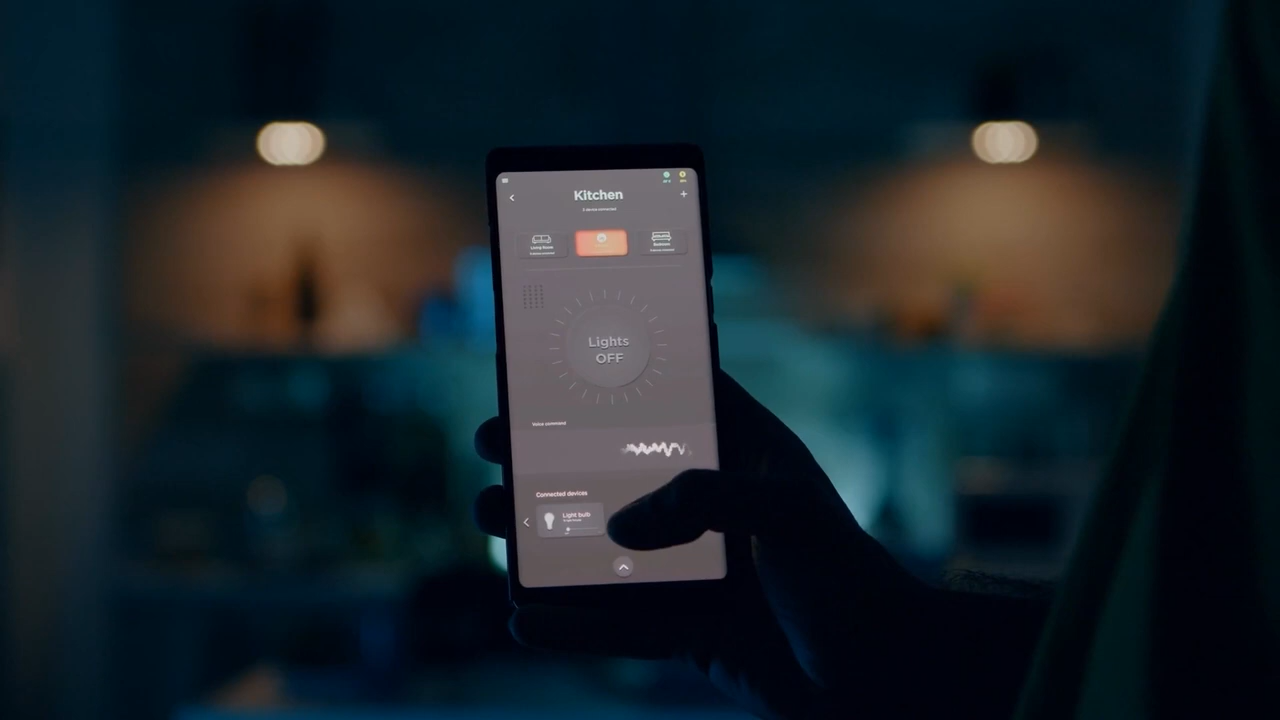 Kitchen
Living Room
Bedroom
Lights
OFF
Voice command
Connected devices
Light bulb